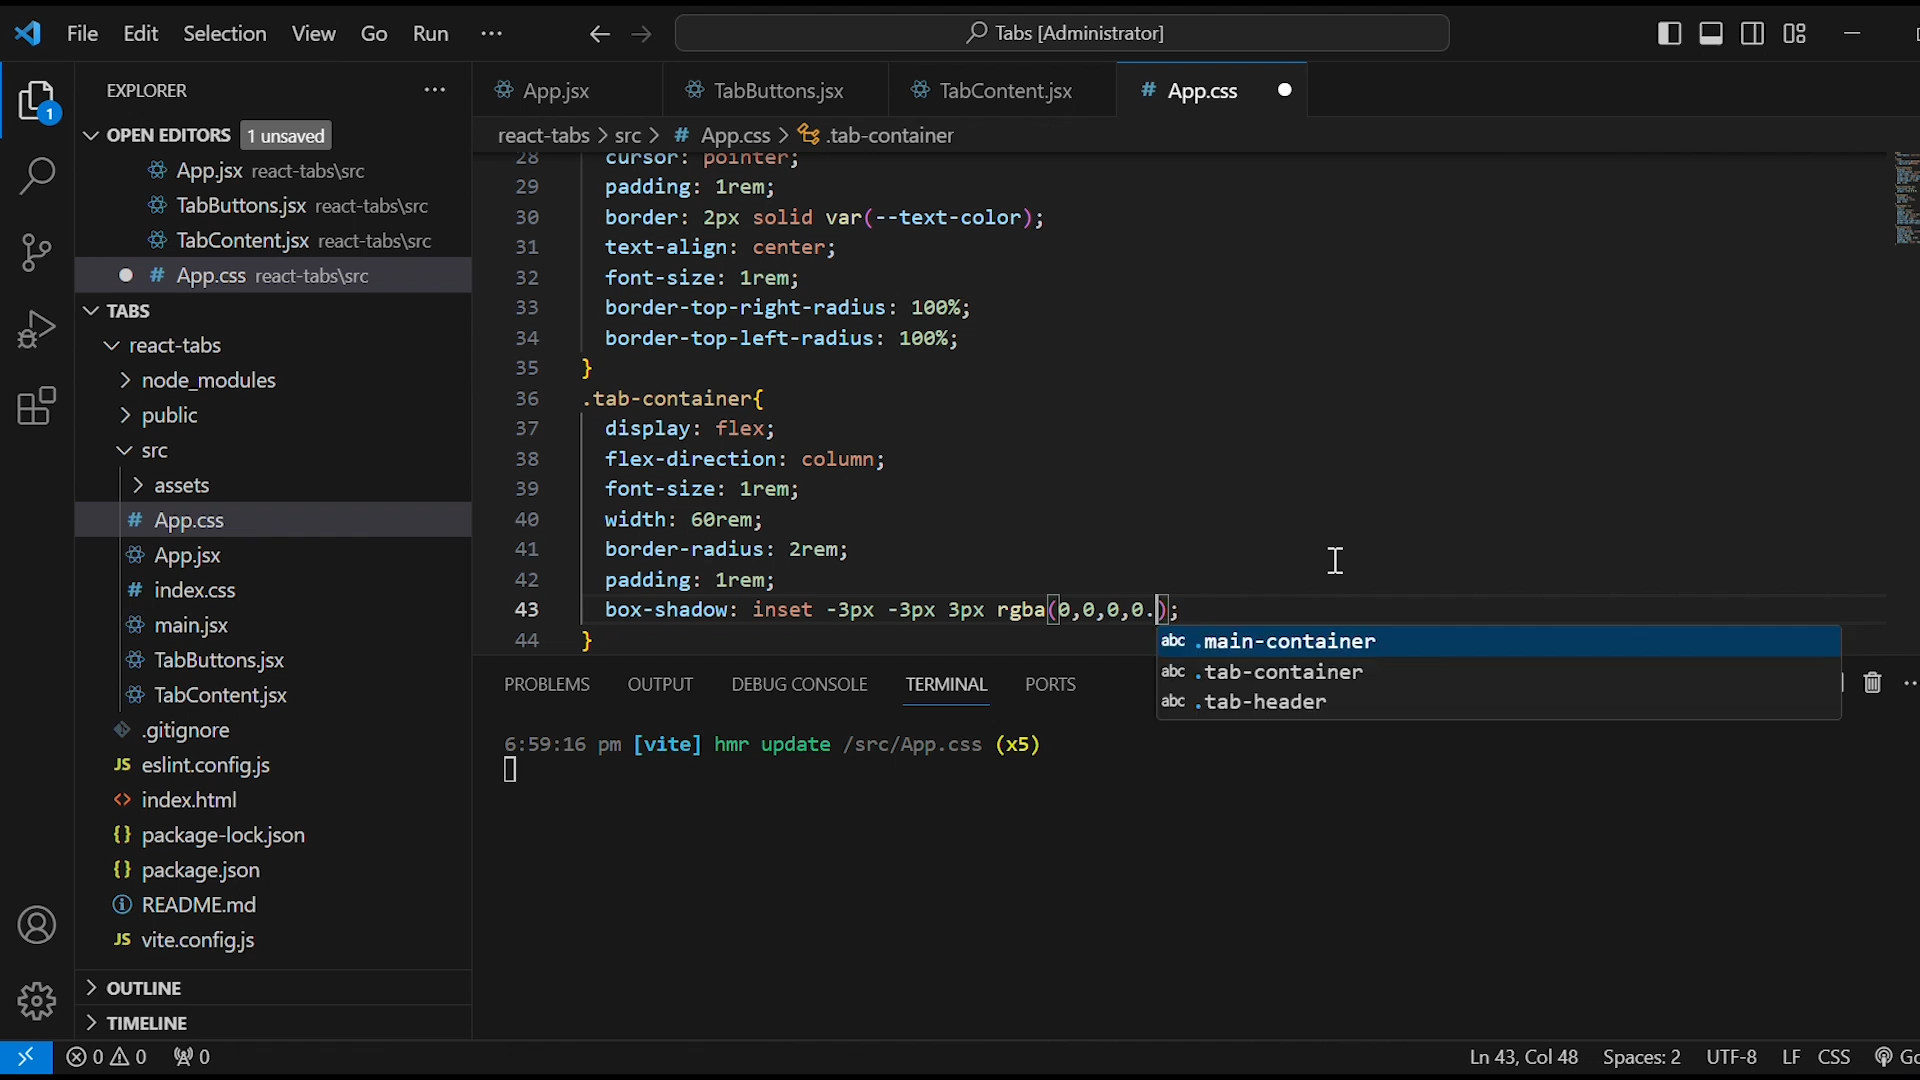 File Edit Selection View Go Run ··· Tabs [Administrator]
EXPLORER ···
OPEN EDITORS 1 unsaved
App.jsx react-tabs\src
TabButtons.jsx react-tabs\src
TabContent.jsx react-tabs\src
# App.css react-tabs\src
TABS
react-tabs
node_modules
public
src
assets
# App.css
App.jsx
# index.css
main.jsx
TabButtons.jsx
TabContent.jsx
.gitignore
JS eslint.config.js
<> index.html
{} package-lock.json
{} package.json
README.md
JS vite.config.js
OUTLINE
TIMELINE
1
App.jsx TabButtons.jsx TabContent.jsx # App.css
react-tabs > src > # App.css > .tab-container
28 cursor: pointer;
29 padding: 1rem;
30 border: 2px solid var(--text-color);
31 text-align: center;
32 font-size: 1rem;
33 border-top-right-radius: 100%;
34 border-top-left-radius: 100%;
35 }
36 .tab-container{
37 display: flex;
38 flex-direction: column;
39 font-size: 1rem;
40 width: 60rem;
41 border-radius: 2rem;
42 padding: 1rem;
43 box-shadow: inset -3px -3px 3px rgba(0,0,0,0.);
44 }
abc .main-container
abc .tab-container
abc .tab-header
PROBLEMS OUTPUT DEBUG CONSOLE TERMINAL PORTS
6:59:16 pm [vite] hmr update /src/App.css (x5)
0 0 0 Ln 43, Col 48 Spaces: 2 UTF-8 LF CSS Go